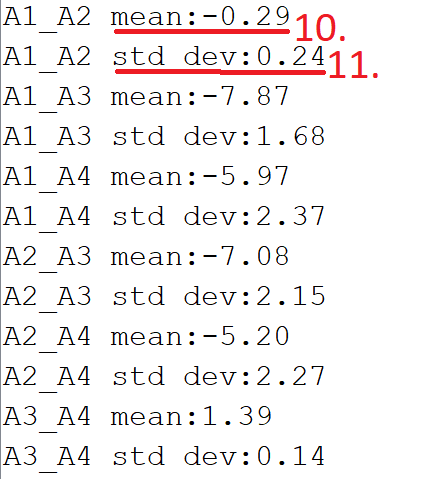 A1_A2 mean:-0.29 10.
A1_A2 std dev:0.24 11.
A1_A3 mean:-7.87
A1_A3 std dev:1.68
A1_A4 mean:-5.97
A1_A4 std dev:2.37
A2_A3 mean:-7.08
A2_A3 std dev:2.15
A2_A4 mean:-5.20
A2_A4 std dev:2.27
A3_A4 mean:1.39
A3_A4 std dev:0.14